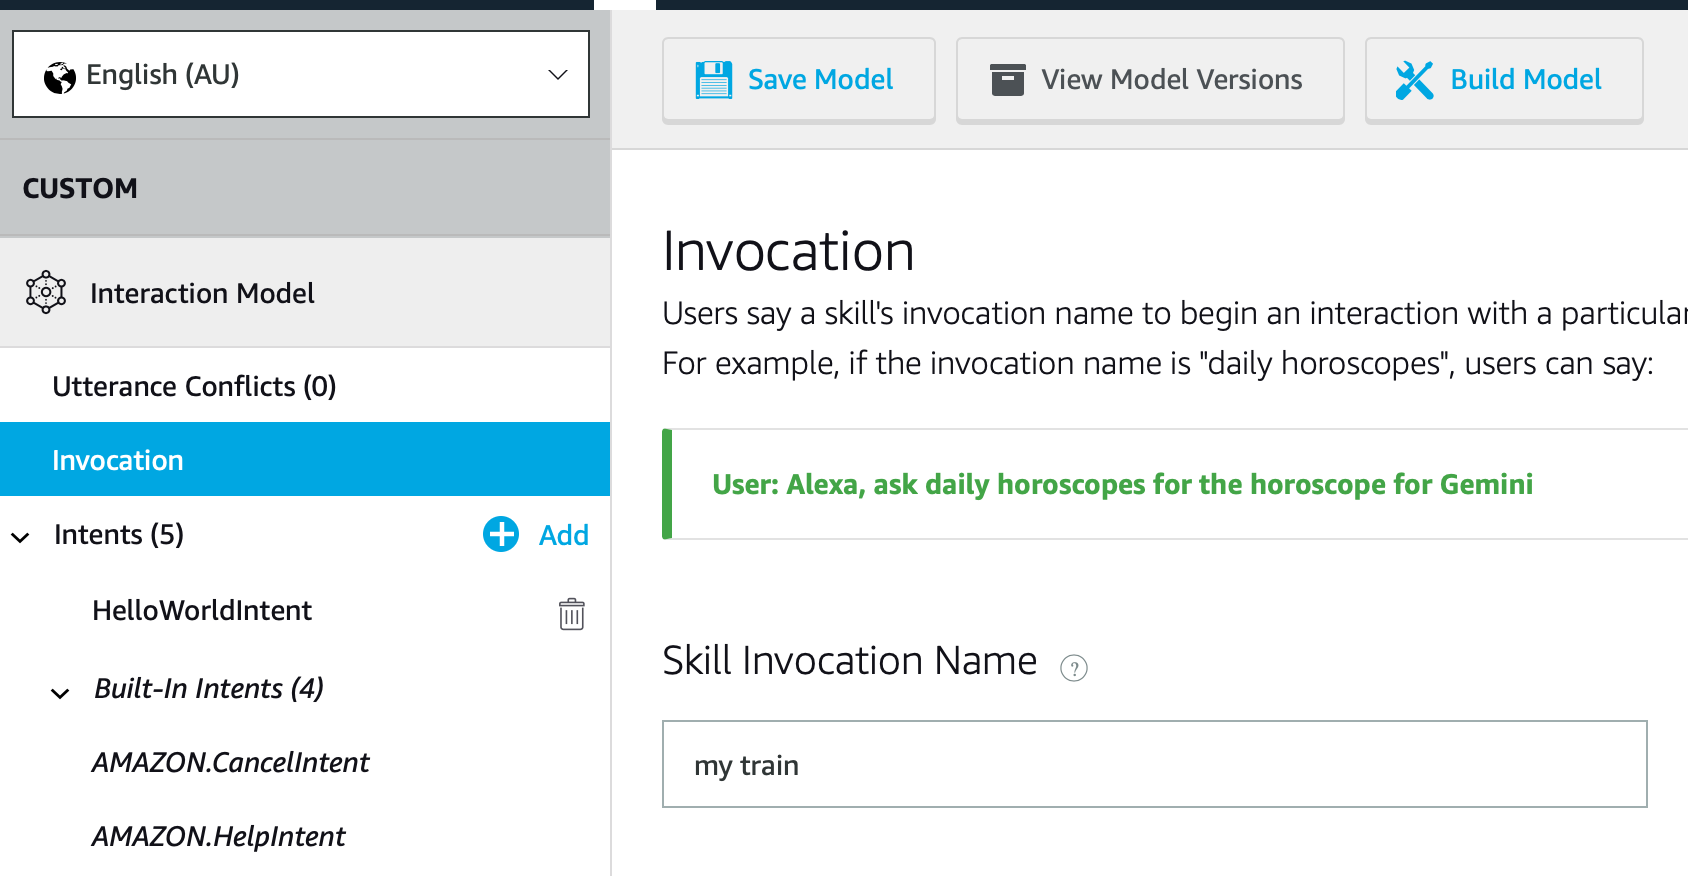 English (AU)
Save Model
View Model Versions
Build Model
CUSTOM
Interaction Model
Utterance Conflicts (0)
Invocation
Intents (5)
Add
HelloWorldIntent
Built-In Intents (4)
AMAZON.CancelIntent
AMAZON.HelpIntent
Invocation
Users say a skill's invocation name to begin an interaction with a particular
For example, if the invocation name is "daily horoscopes", users can say:
User: Alexa, ask daily horoscopes for the horoscope for Gemini
Skill Invocation Name ?
my train